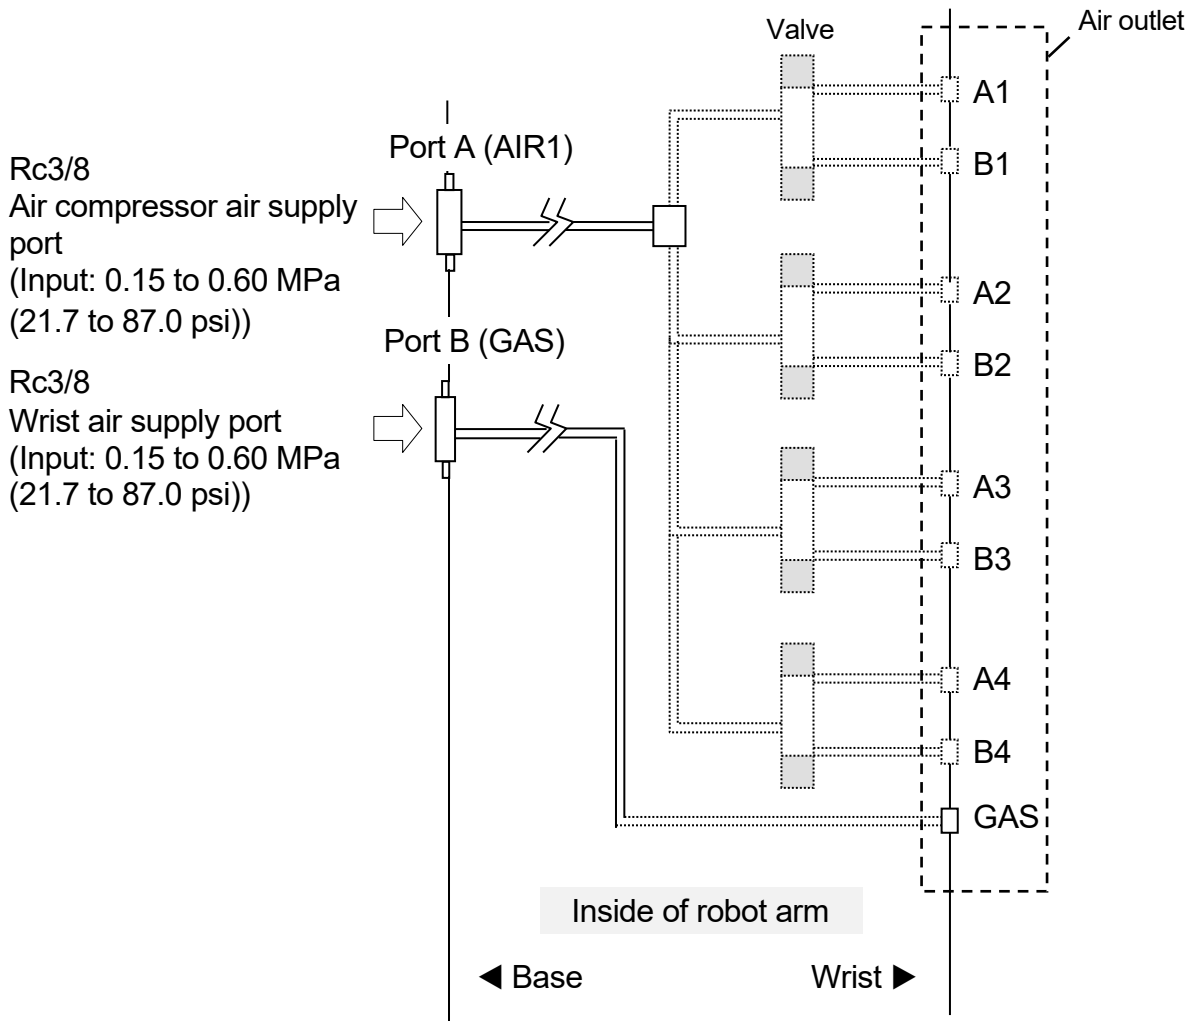 Valve
Air outlet
A1
Port A (AIR1)
B1
Rc3/8
Air compressor air supply
port
(Input: 0.15 to 0.60 MPa
(21.7 to 87.0 psi))
A2
Port B (GAS)
B2
Rc3/8
Wrist air supply port
(Input: 0.15 to 0.60 MPa
(21.7 to 87.0 psi))
A3
B3
A4
B4
GAS
Inside of robot arm
◄ Base
Wrist ►